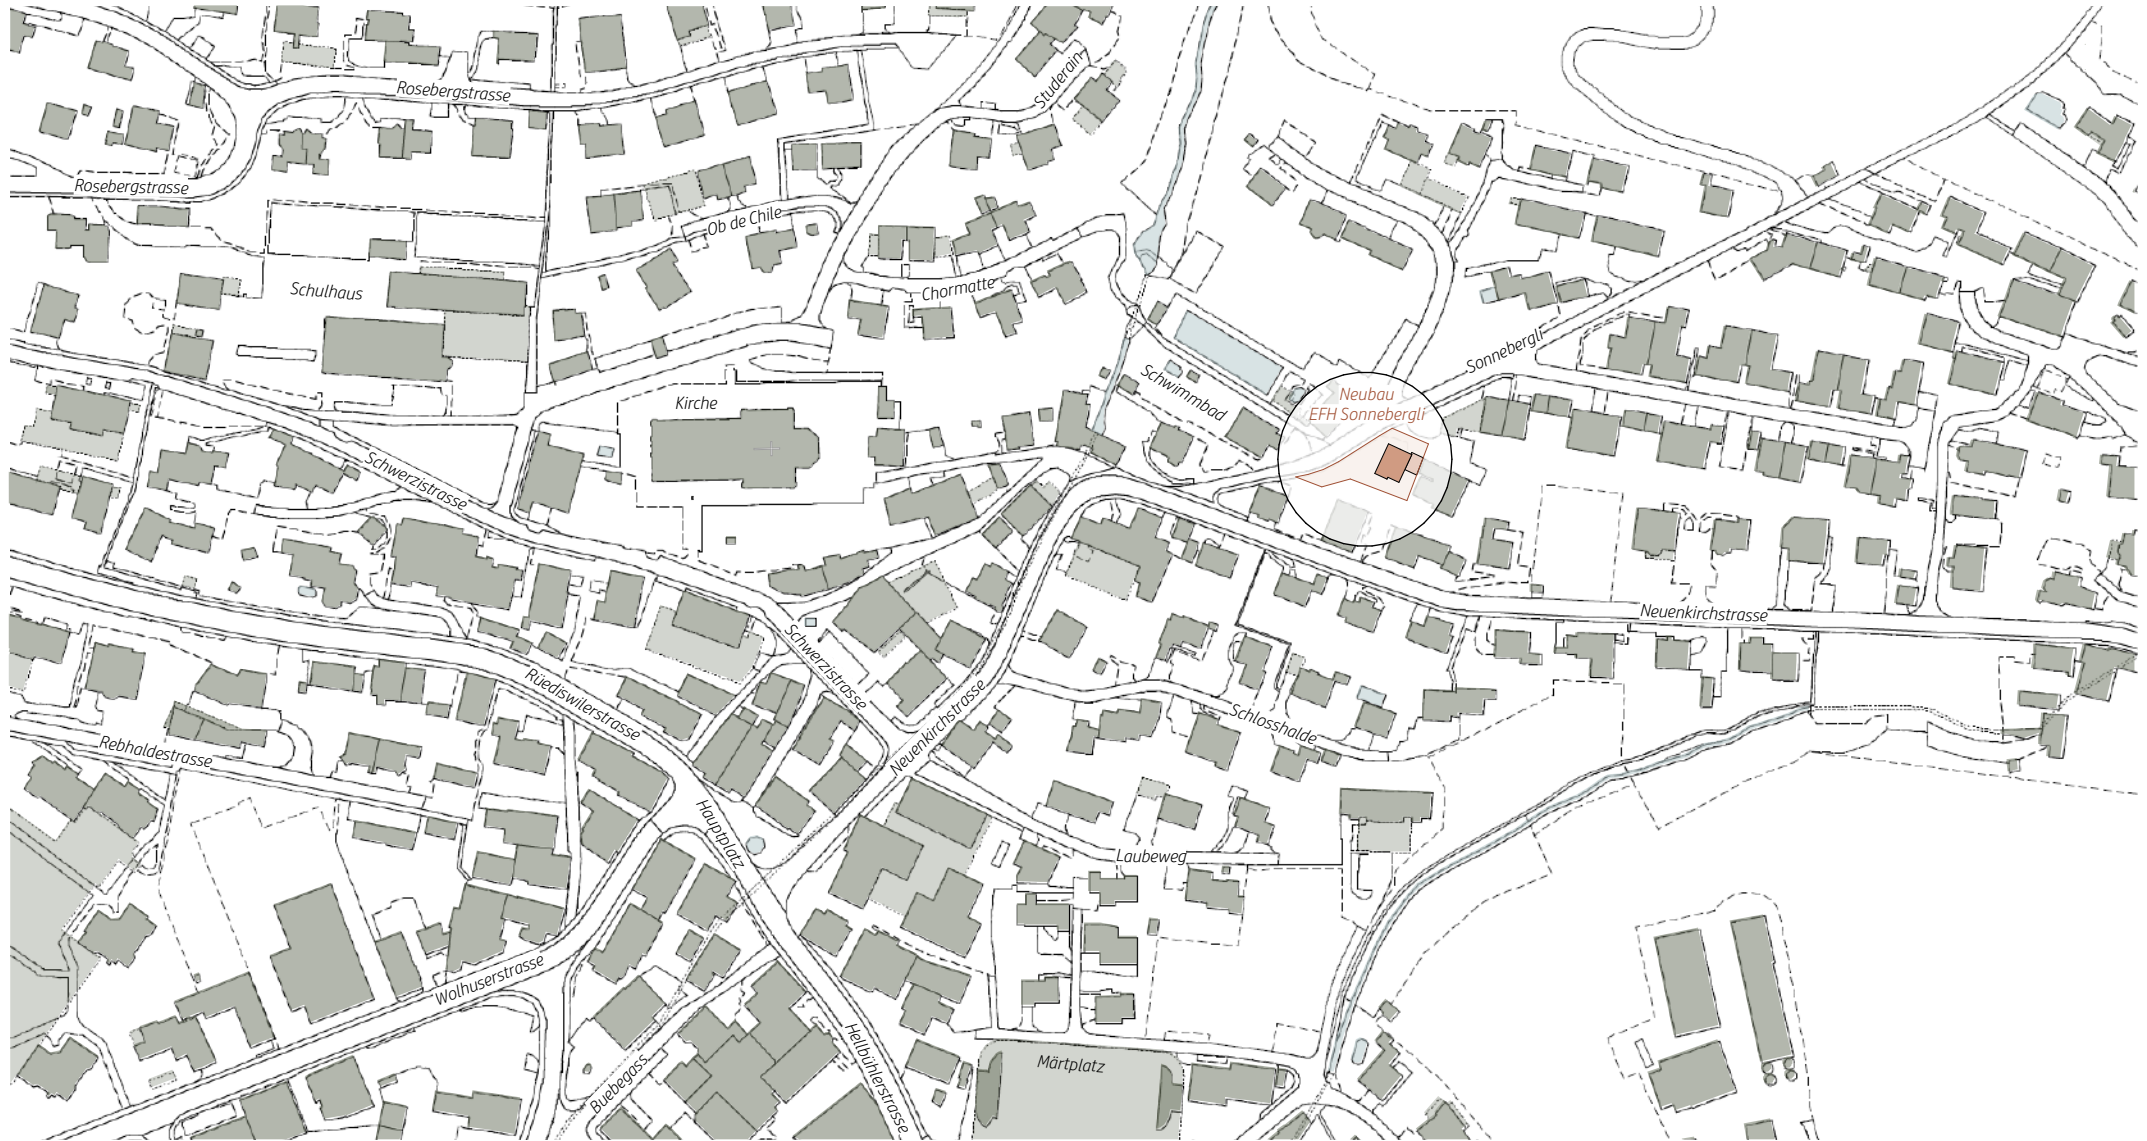 Studerain
Rosebergstrasse
Rosebergstrasse
Ob de Chile
Schulhaus
Chormatte
Sonnebergli
Schwimmbad
Kirche
Neubau
EFH Sonnebergli
Schwerzistrasse
Neuenkirchstrasse
Schwerzistrasse
Rüediswilerstrasse
Neuenkirchstrasse
Schlosshalde
Rebhaldestrasse
Hauptplatz
Laubeweg
Wolhuserstrasse
Hellbühlerstrasse
Buebegass
Märtplatz